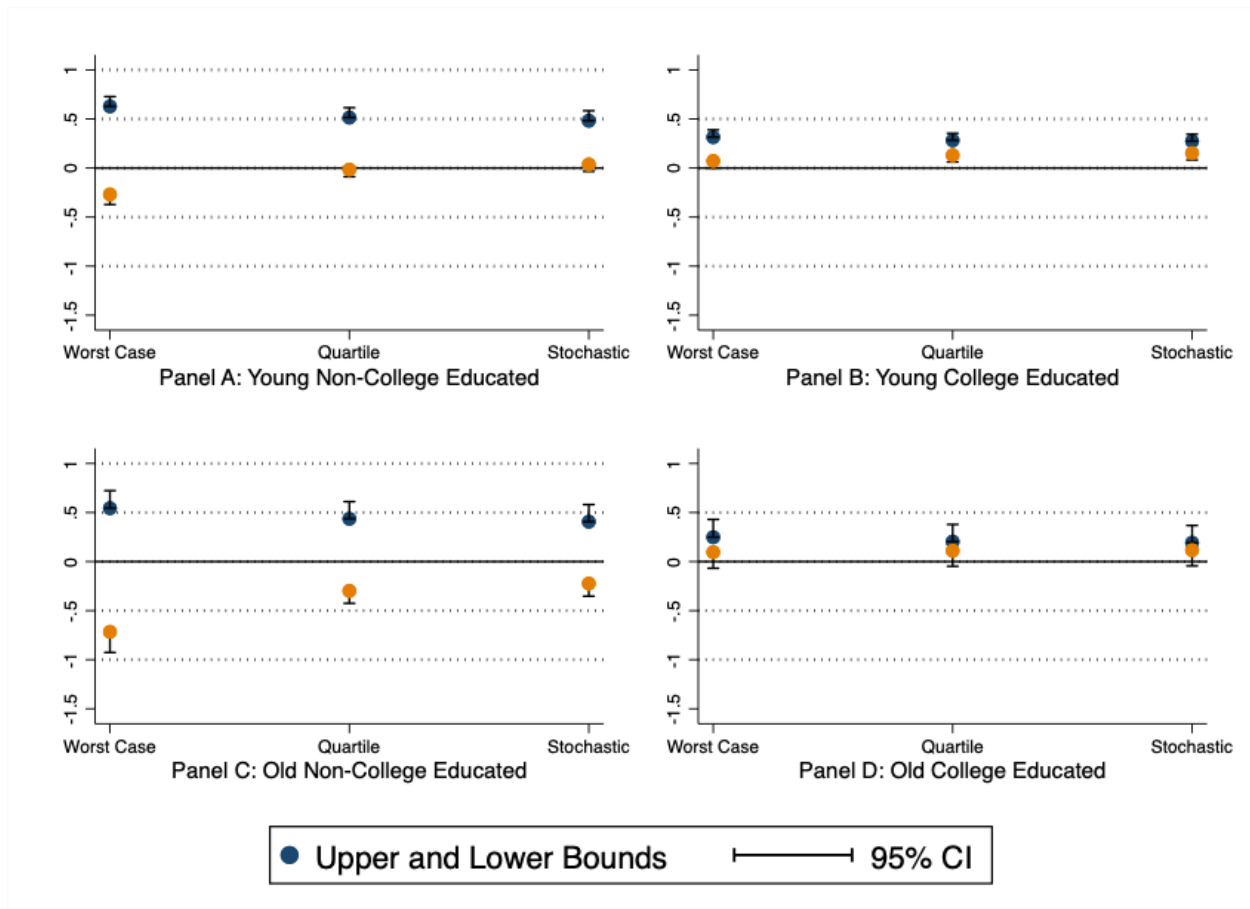 1
.5
0
-.5
-1
-1.5
Worst Case Quartile Stochastic
Panel A: Young Non-College Educated
1
.5
0
-.5
-1
-1.5
Worst Case Quartile Stochastic
Panel B: Young College Educated
1
.5
0
-.5
-1
-1.5
Worst Case Quartile Stochastic
Panel C: Old Non-College Educated
1
.5
0
-.5
-1
-1.5
Worst Case Quartile Stochastic
Panel D: Old College Educated
Upper and Lower Bounds 95% CI